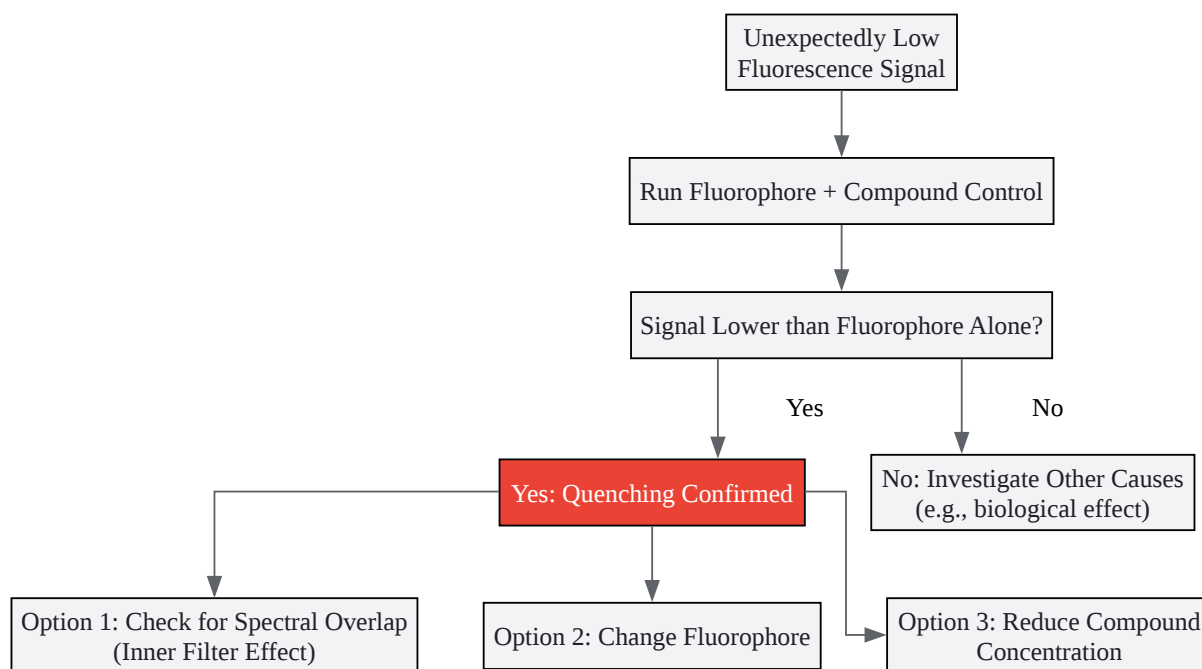 Unexpectedly Low
Fluorescence Signal
Run Fluorophore + Compound Control
Signal Lower than Fluorophore Alone?
Yes
No
Yes: Quenching Confirmed
No: Investigate Other Causes
(e.g., biological effect)
Option 1: Check for Spectral Overlap
(Inner Filter Effect)
Option 2: Change Fluorophore
Option 3: Reduce Compound
Concentration